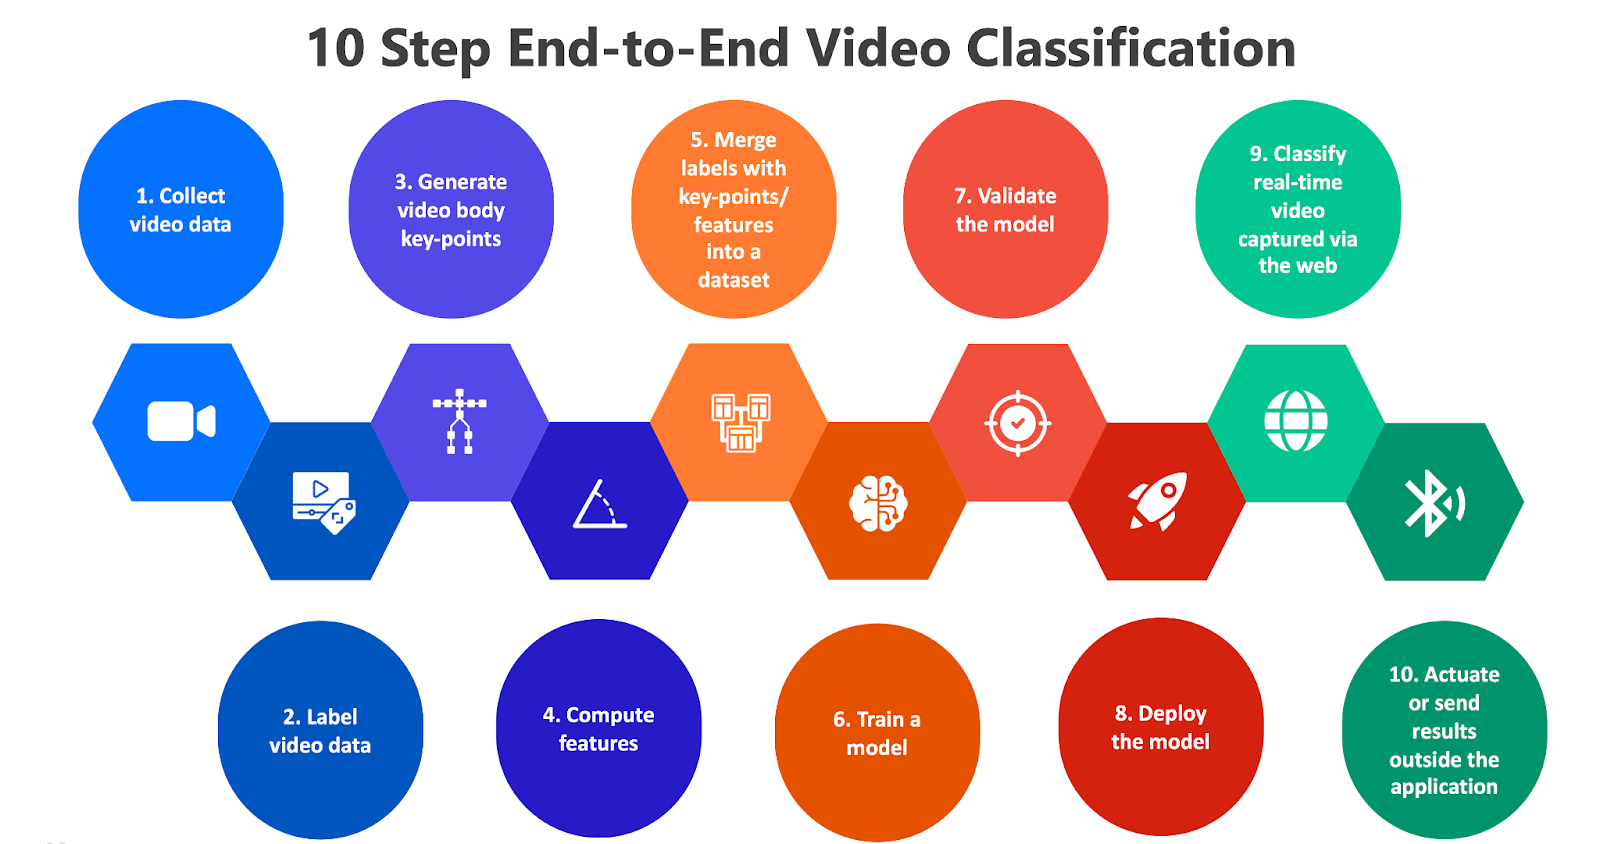 10 Step End-to-End Video Classification
1. Collect
video data
2. Label
video data
3. Generate
video body
key-points
4. Compute
features
5. Merge
labels with
key-points/
features
into a
dataset
6. Train a
model
7. Validate
the model
8. Deploy
the model
9. Classify
real-time
video
captured via
the web
10. Actuate
or send
results
outside the
application